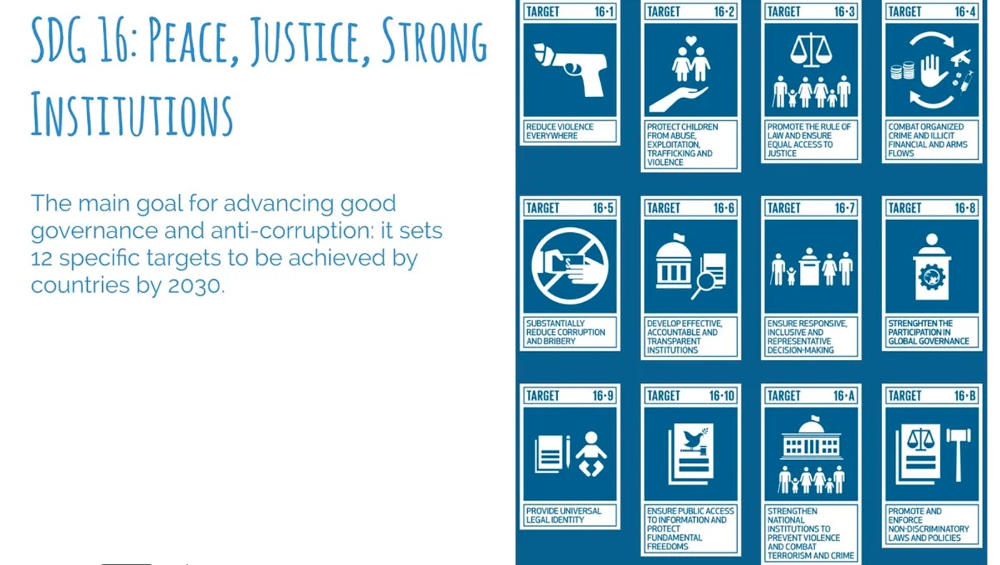 SDG 16: Peace, Justice, Strong
Institutions
The main goal for advancing good
governance and anti-corruption: it sets
12 specific targets to be achieved by
countries by 2030.
TARGET 16·1
REDUCE VIOLENCE
EVERYWHERE
TARGET 16·2
PROTECT CHILDREN
FROM ABUSE,
EXPLOITATION,
TRAFFICKING AND
VIOLENCE
TARGET 16·3
PROMOTE THE RULE OF
LAW AND ENSURE
EQUAL ACCESS TO
JUSTICE
TARGET 16·4
COMBAT ORGANIZED
CRIME AND ILLICIT
FINANCIAL AND ARMS
FLOWS
TARGET 16·5
$
SUBSTANTIALLY
REDUCE CORRUPTION
AND BRIBERY
TARGET 16·6
DEVELOP EFFECTIVE,
ACCOUNTABLE AND
TRANSPARENT
INSTITUTIONS
TARGET 16·7
ENSURE RESPONSIVE,
INCLUSIVE AND
REPRESENTATIVE
DECISION-MAKING
TARGET 16·8
STRENGHTEN THE
PARTICIPATION IN
GLOBAL GOVERNANCE
TARGET 16·9
PROVIDE UNIVERSAL
LEGAL IDENTITY
TARGET 16·10
ENSURE PUBLIC ACCESS
TO INFORMATION AND
PROTECT
FUNDAMENTAL
FREEDOMS
TARGET 16·A
STRENGTHEN
NATIONAL
INSTITUTIONS TO
PREVENT VIOLENCE
AND COMBAT
TERRORISM AND CRIME
TARGET 16·B
PROMOTE AND
ENFORCE
NON-DISCRIMINATORY
LAWS AND POLICIES